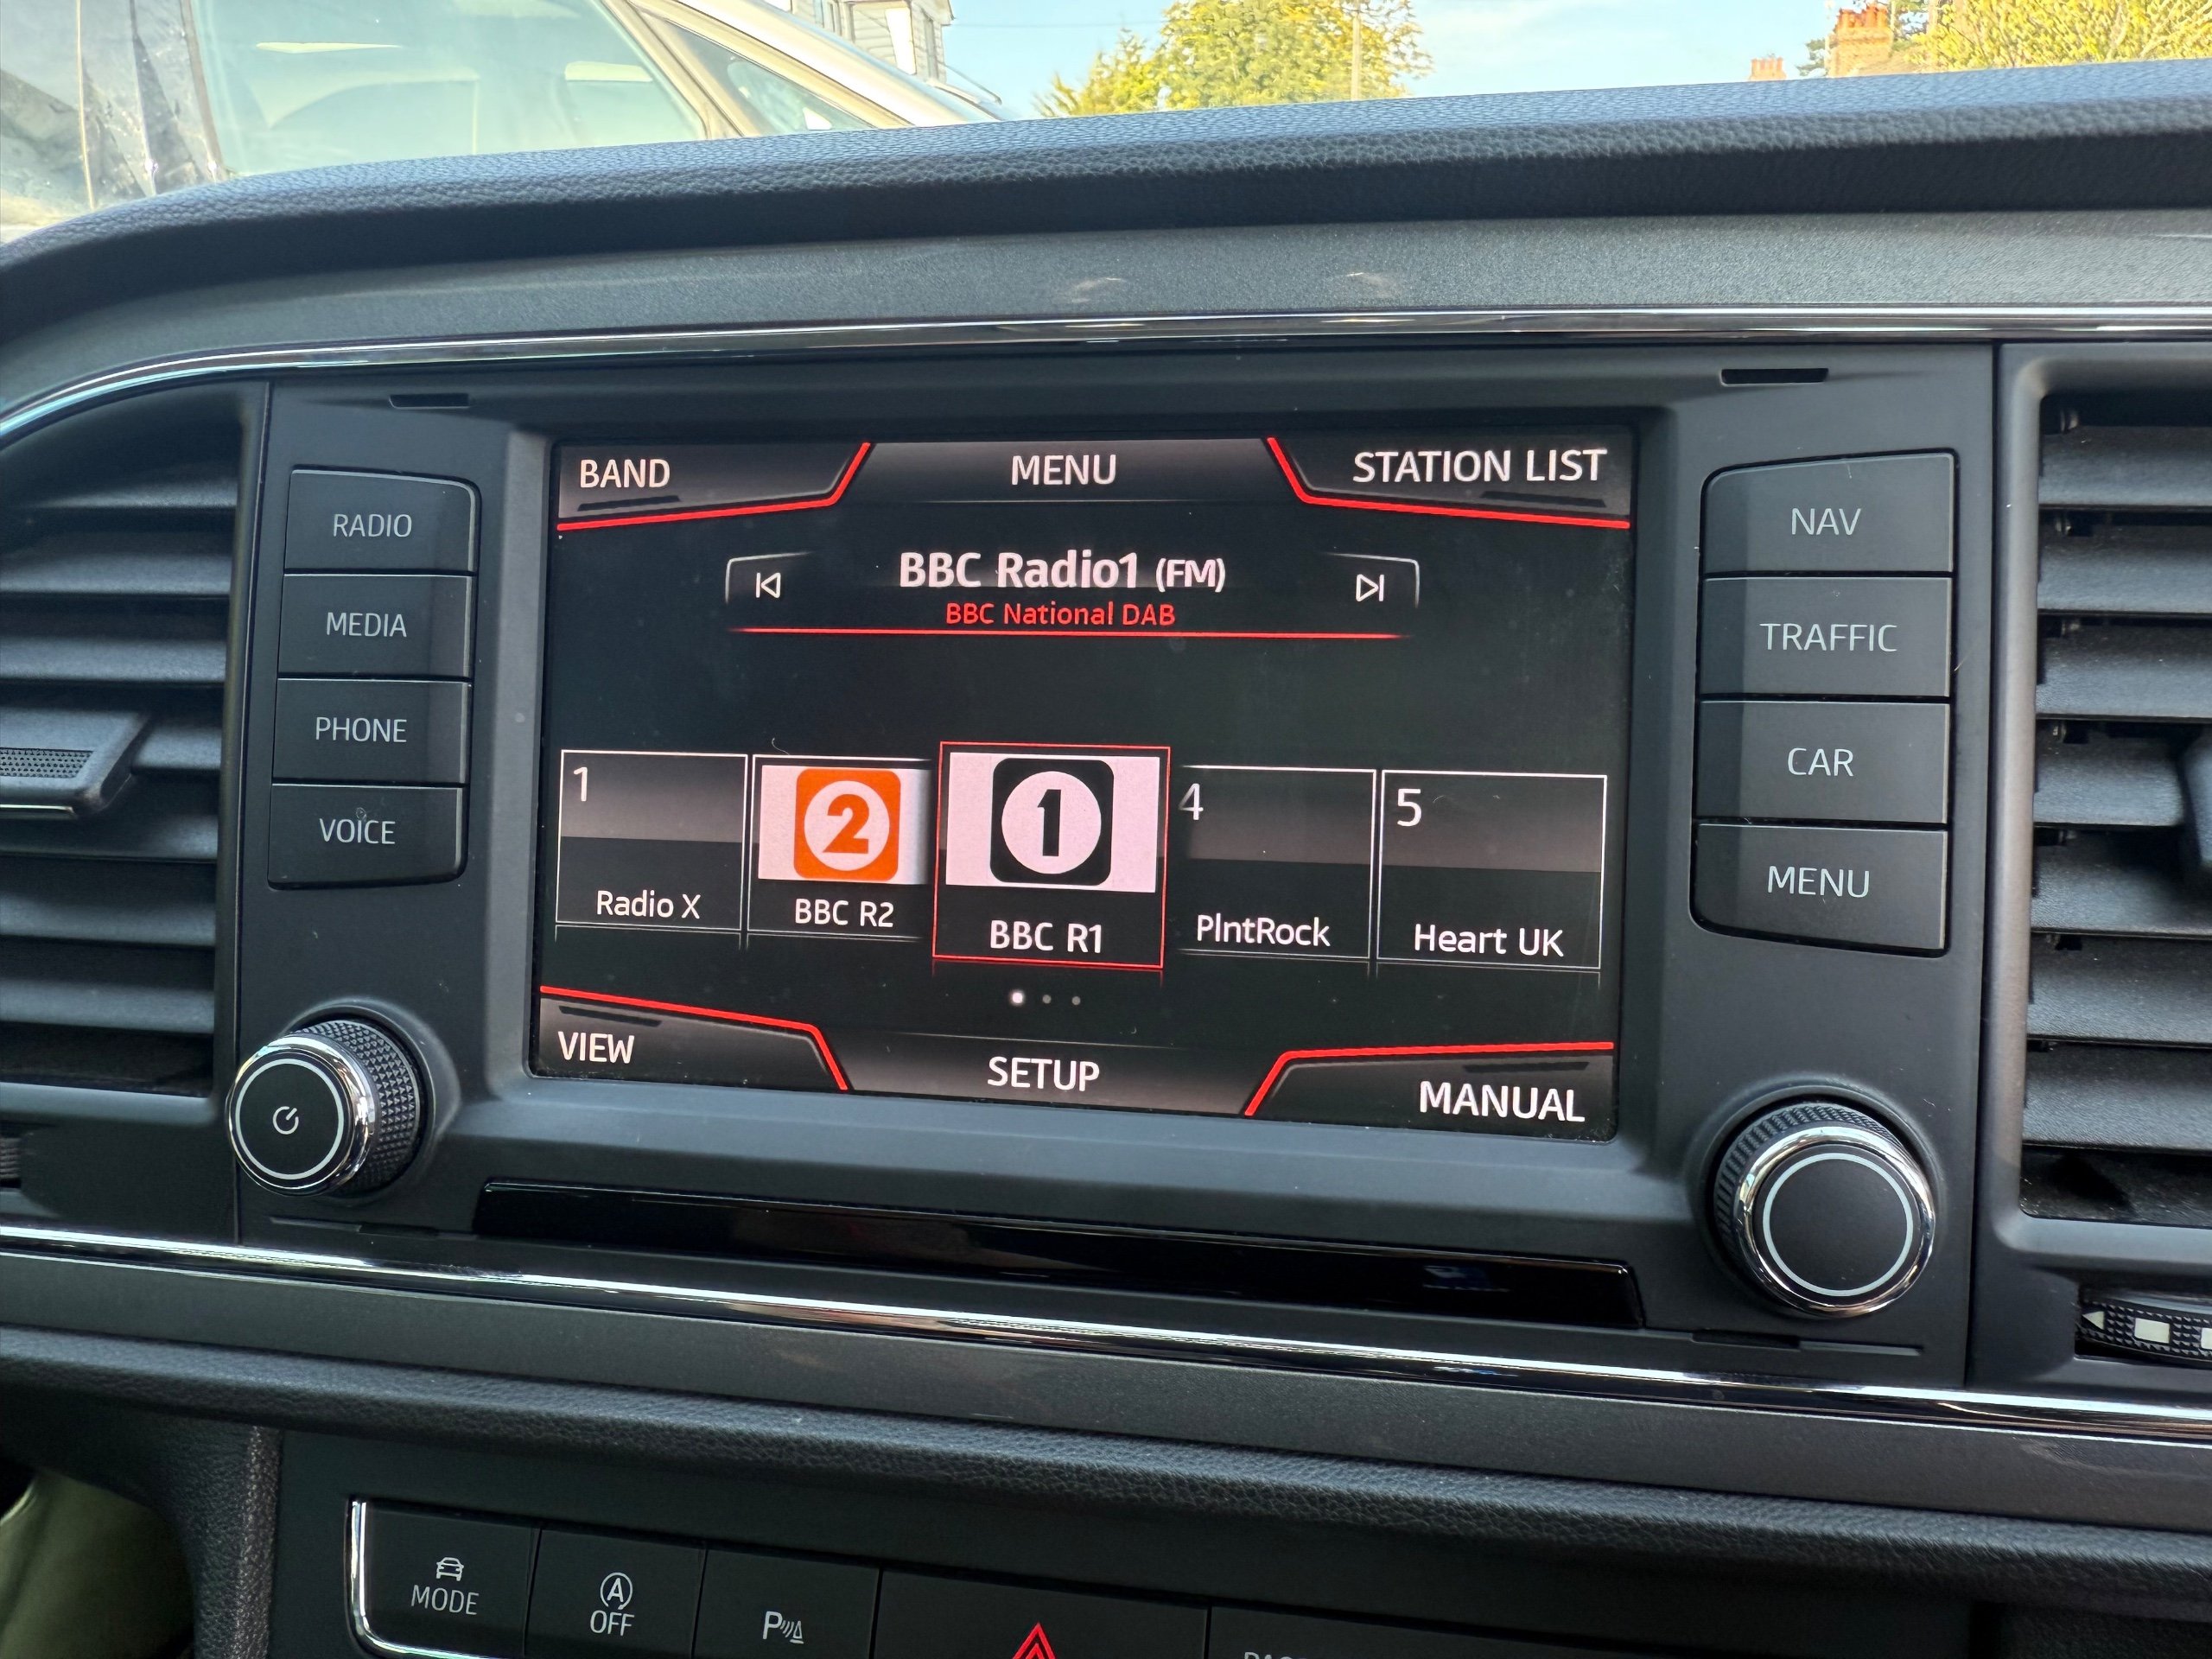 BAND
MENU
STATION LIST
BBC Radio1 (FM)
BBC National DAB
1
Radio X
2
BBC R2
1
BBC R1
4
PlntRock
5
Heart UK
VIEW
SETUP
MANUAL
RADIO
MEDIA
PHONE
VOICE
NAV
TRAFFIC
CAR
MENU
MODE
A
OFF
P